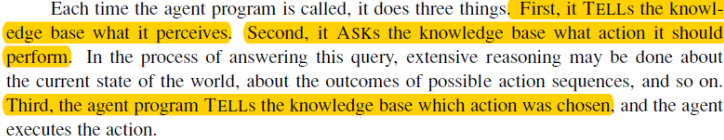 Each time the agent program is called, it does three things. First, it TELLS the knowl-
edge base what it perceives. Second, it ASKS the knowledge base what action it should
perform. In the process of answering this query, extensive reasoning may be done about
the current state of the world, about the outcomes of possible action sequences, and so on.
Third, the agent program TELLS the knowledge base which action was chosen, and the agent
executes the action.